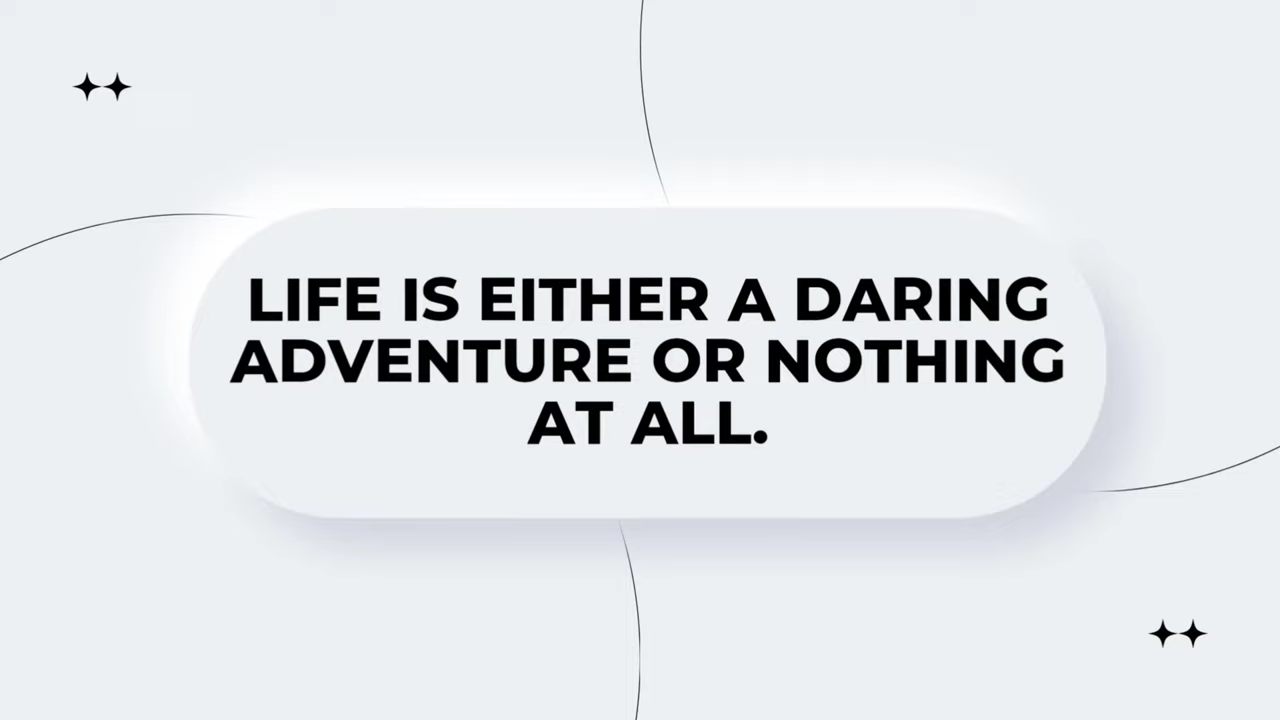 LIFE IS EITHER A DARING
ADVENTURE OR NOTHING
AT ALL.